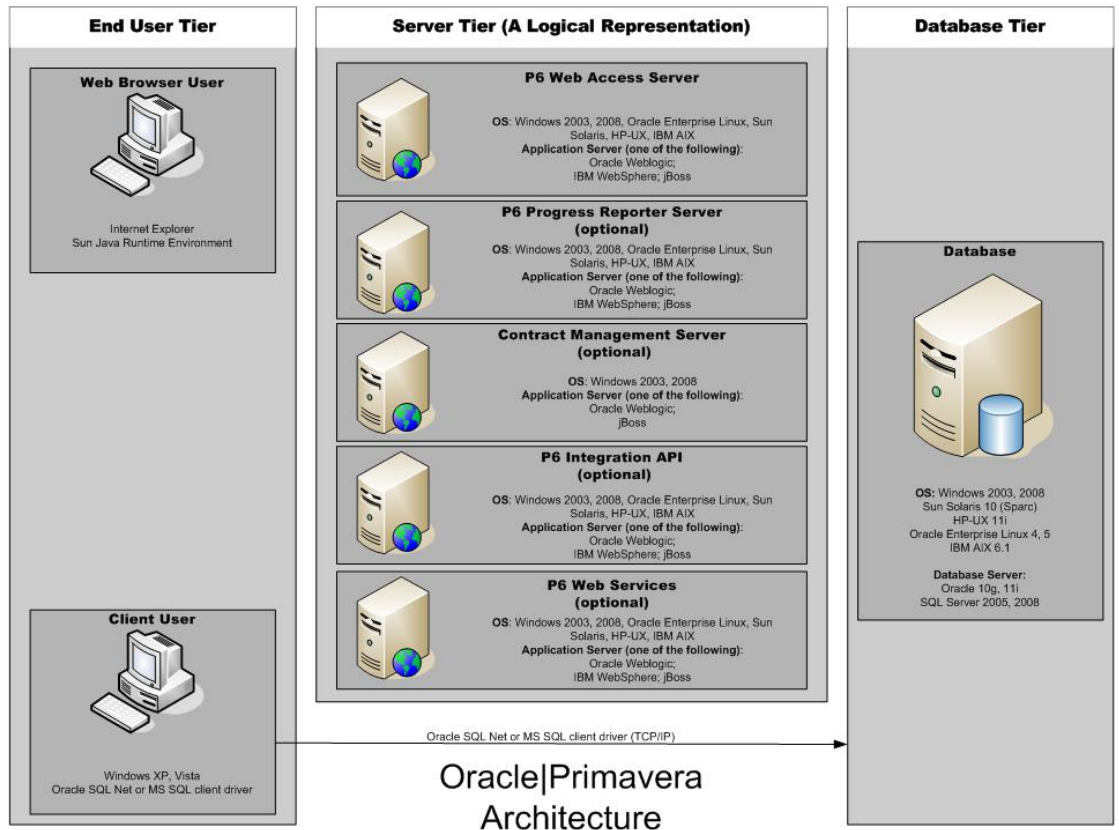 End User Tier
Web Browser User
Internet Explorer
Sun Java Runtime Environment
Client User
Windows XP, Vista
Oracle SQL Net or MS SQL client driver
Server Tier (A Logical Representation)
P6 Web Access Server
OS: Windows 2003, 2008, Oracle Enterprise Linux, Sun
Solaris, HP-UX, IBM AIX
Application Server (one of the following):
Oracle Weblogic;
IBM WebSphere; jBoss
P6 Progress Reporter Server
(optional)
OS: Windows 2003, 2008, Oracle Enterprise Linux, Sun
Solaris, HP-UX, IBM AIX
Application Server (one of the following):
Oracle Weblogic;
IBM WebSphere; jBoss
Contract Management Server
(optional)
OS: Windows 2003, 2008
Application Server (one of the following):
Oracle Weblogic;
jBoss
P6 Integration API
(optional)
OS: Windows 2003, 2008, Oracle Enterprise Linux, Sun
Solaris, HP-UX, IBM AIX
Application Server (one of the following):
Oracle Weblogic;
IBM WebSphere; jBoss
P6 Web Services
(optional)
OS: Windows 2003, 2008, Oracle Enterprise Linux, Sun
Solaris, HP-UX, IBM AIX
Application Server (one of the following):
Oracle Weblogic;
IBM WebSphere; jBoss
Database Tier
Database
OS: Windows 2003, 2008
Sun Solaris 10 (Sparc)
HP-UX 11i
Oracle Enterprise Linux 4, 5
IBM AIX 6.1
Database Server:
Oracle 10g, 11i
SQL Server 2005, 2008
Oracle SQL Net or MS SQL client driver (TCP/IP)
Oracle|Primavera
Architecture